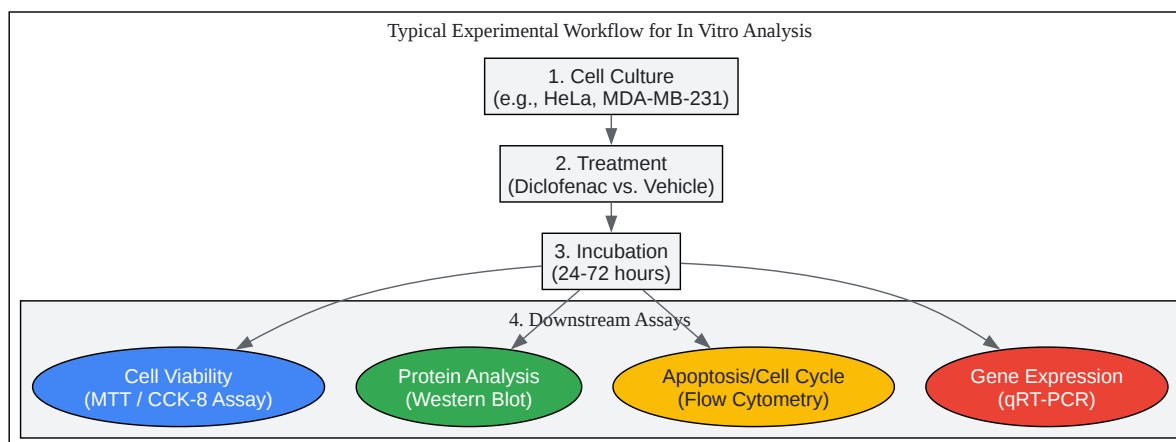 Typical Experimental Workflow for In Vitro Analysis
1. Cell Culture
(e.g., HeLa, MDA-MB-231)
2. Treatment
(Diclofenac vs. Vehicle)
3. Incubation
(24-72 hours)
4. Downstream Assays
Cell Viability
(MTT / CCK-8 Assay)
Protein Analysis
(Western Blot)
Apoptosis/Cell Cycle
(Flow Cytometry)
Gene Expression
(qRT-PCR)